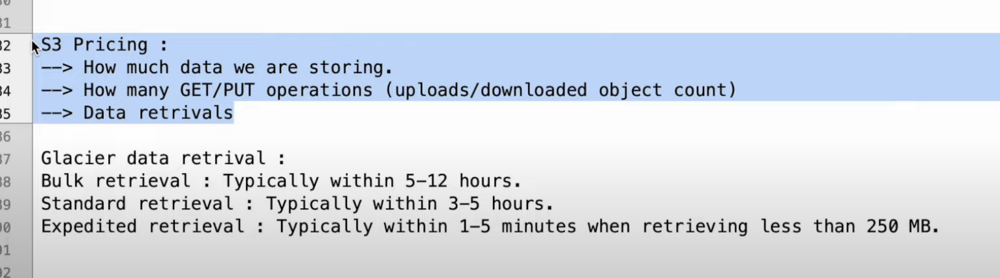 S3 Pricing :
--> How much data we are storing.
--> How many GET/PUT operations (uploads/downloaded object count)
--> Data retrivals
Glacier data retrival :
Bulk retrieval : Typically within 5-12 hours.
Standard retrieval : Typically within 3-5 hours.
Expedited retrieval : Typically within 1-5 minutes when retrieving less than 250 MB.